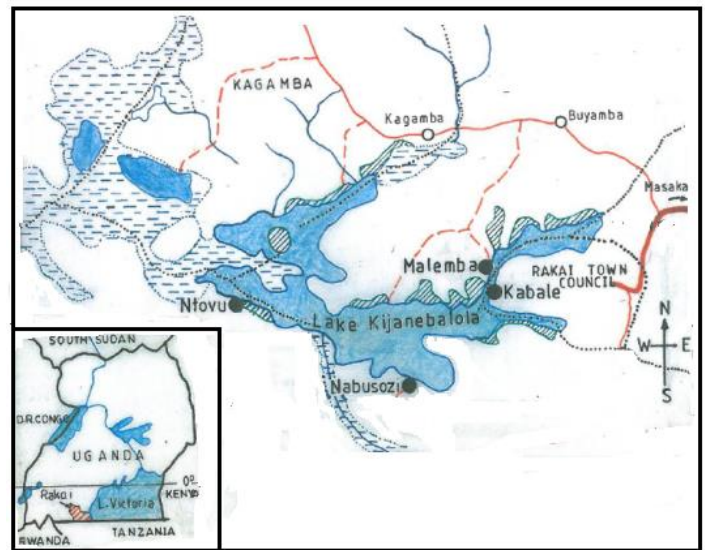 KAGAMBA
Kagamba
Buyamba
Masaka
Malemba
RAKAI TOWN
COUNCIL
Kabale
Ntovu
Lake Kijanebalola
Nabusozi
N
W E
S
SOUTH SUDAN
D.R.CONGO
UGANDA
0°
Rakai
L.Victoria
KENYA
RWANDA
TANZANIA